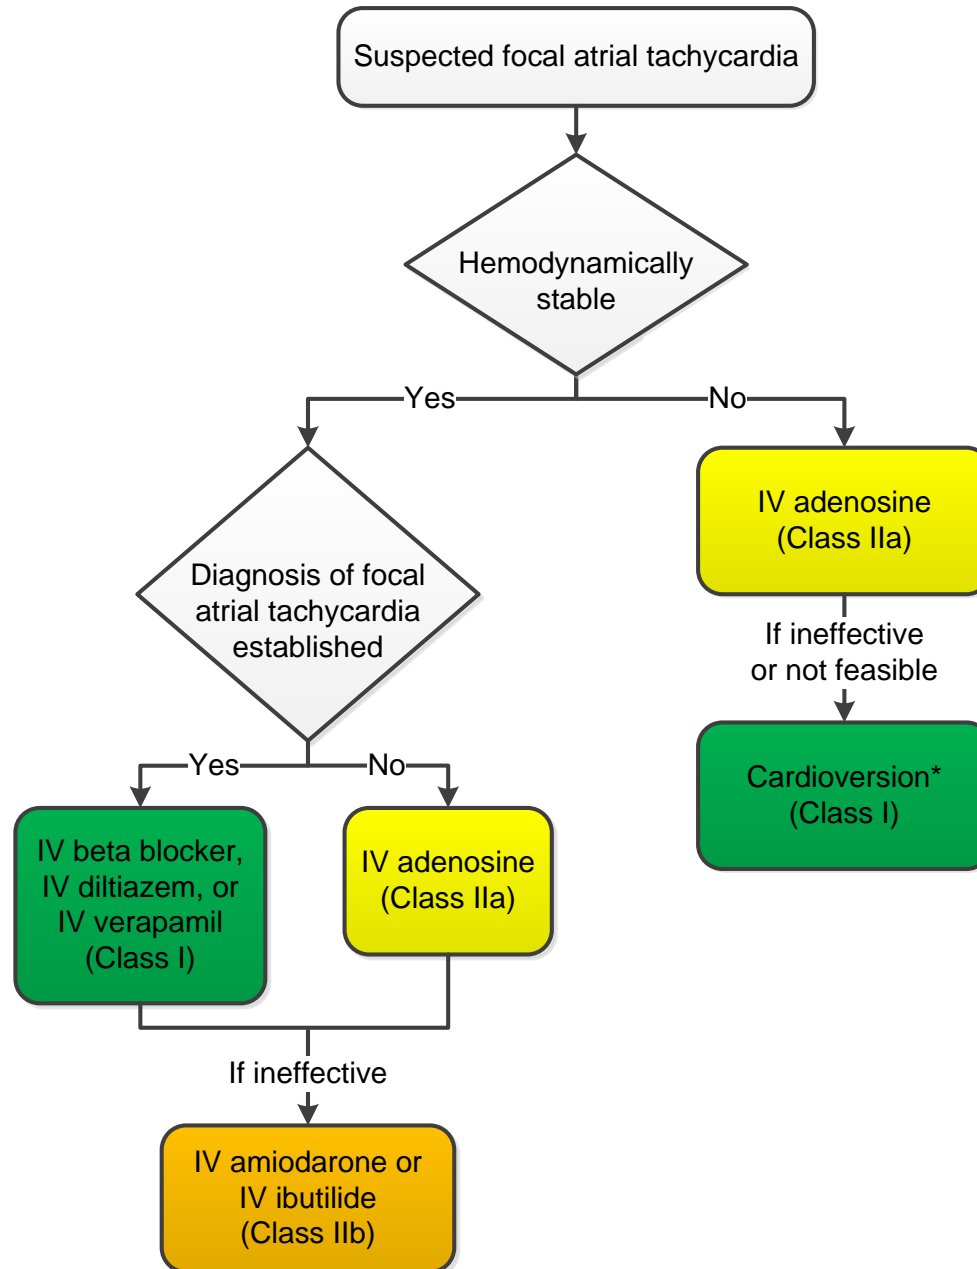 Suspected focal atrial tachycardia
Hemodynamically
stable
Yes
No
IV adenosine
(Class IIa)
If ineffective
or not feasible
Cardioversion*
(Class I)
Diagnosis of focal
atrial tachycardia
established
Yes
No
IV beta blocker,
IV diltiazem, or
IV verapamil
(Class I)
IV adenosine
(Class IIa)
If ineffective
IV amiodarone or
IV ibutilide
(Class IIb)